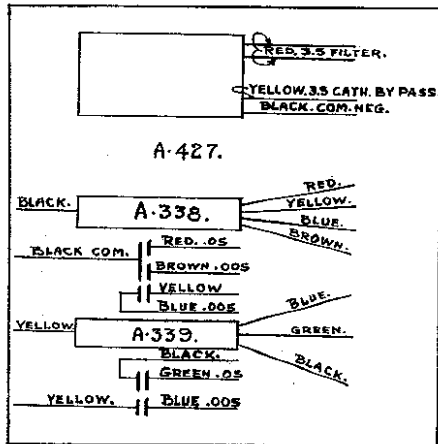 RED. 3.5 FILTER.
YELLOW. 3.5 CATH. BY PASS
BLACK. COM. NEG.
A-427.
BLACK.
A-338.
RED.
YELLOW.
BLUE.
BROWN.
BLACK COM.
RED. .05
BROWN .005
YELLOW
BLUE .005
YELLOW
A-339.
BLUE.
GREEN.
BLACK.
BLACK.
GREEN .05
YELLOW.
BLUE .005